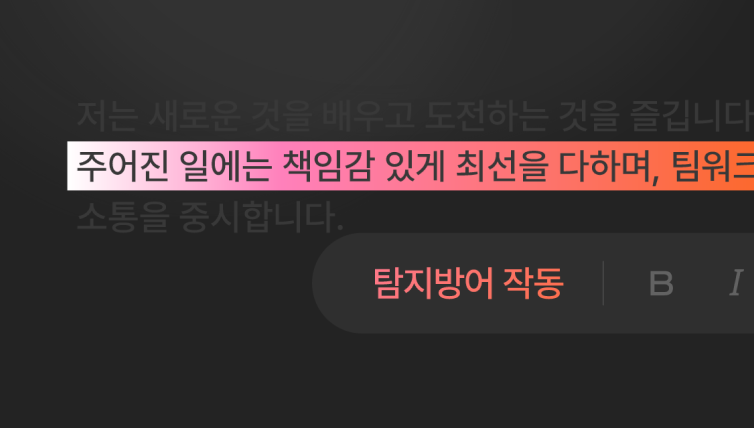 저는 새로운 것을 배우고 도전하는 것을 즐깁니다
주어진 일에는 책임감 있게 최선을 다하며, 팀워크
소통을 중시합니다.
탐지방어 작동 B I